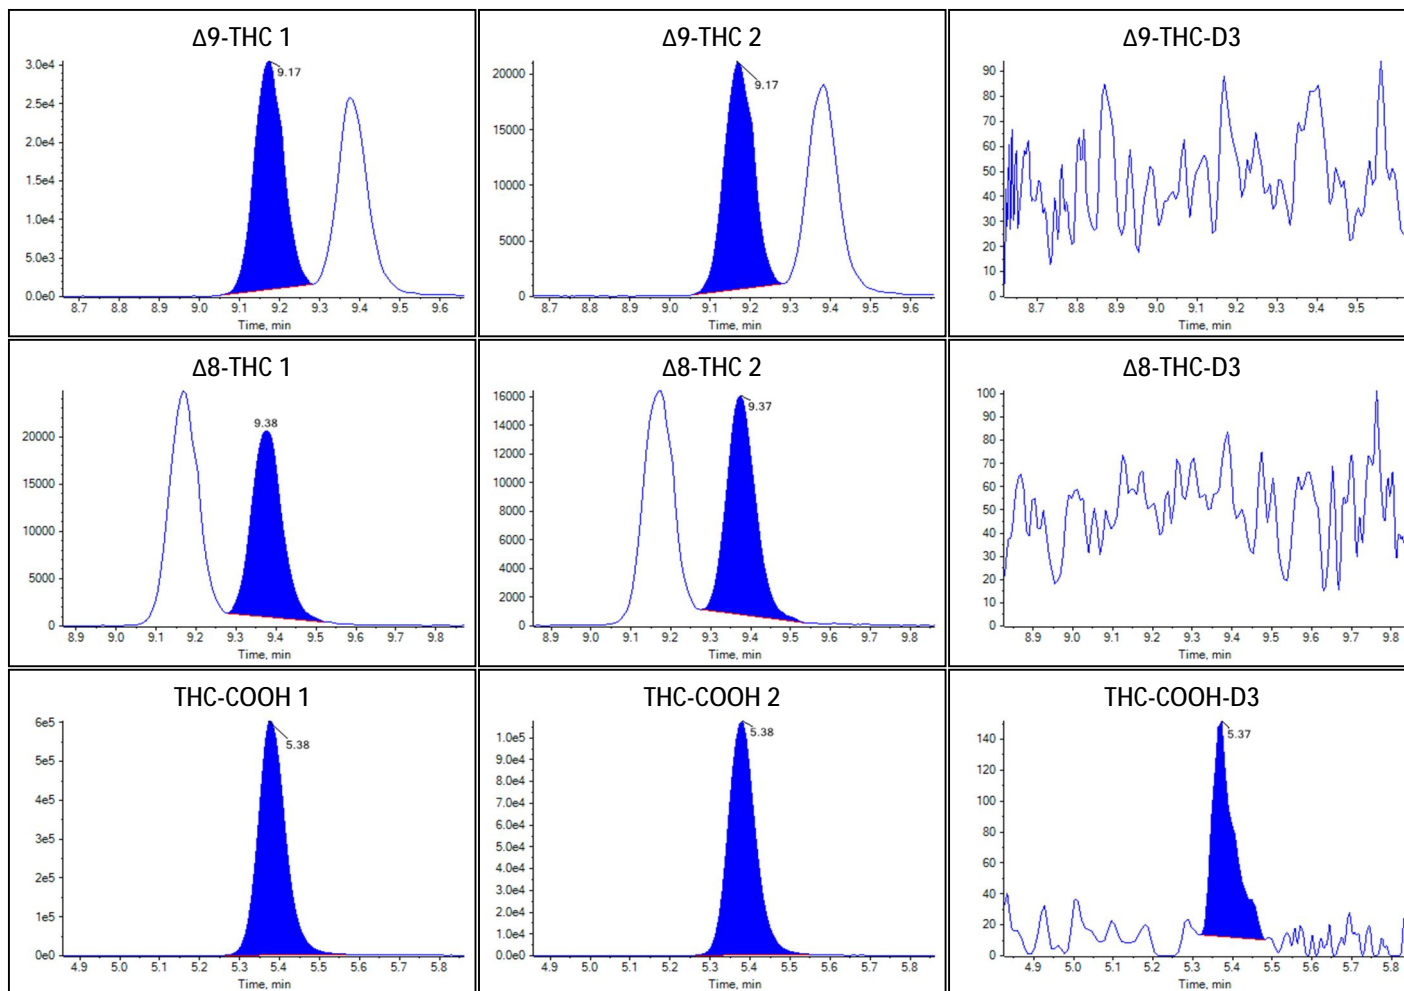 Δ9-THC 1
3.0e4
2.5e4
2.0e4
1.5e4
1.0e4
5.0e3
0.0e0
9.17
8.7 8.8 8.9 9.0 9.1 9.2 9.3 9.4 9.5 9.6
Time, min
Δ9-THC 2
20000
15000
10000
5000
0
9.17
8.7 8.8 8.9 9.0 9.1 9.2 9.3 9.4 9.5 9.6
Time, min
Δ9-THC-D3
90
80
70
60
50
40
30
20
10
0
8.7 8.8 8.9 9.0 9.1 9.2 9.3 9.4 9.5
Time, min
Δ8-THC 1
20000
15000
10000
5000
0
9.38
8.9 9.0 9.1 9.2 9.3 9.4 9.5 9.6 9.7 9.8
Time, min
Δ8-THC 2
16000
14000
12000
10000
8000
6000
4000
2000
0
9.37
8.9 9.0 9.1 9.2 9.3 9.4 9.5 9.6 9.7 9.8
Time, min
Δ8-THC-D3
100
90
80
70
60
50
40
30
20
10
0
8.9 9.0 9.1 9.2 9.3 9.4 9.5 9.6 9.7 9.8
Time, min
THC-COOH 1
6e5
5e5
4e5
3e5
2e5
1e5
0e0
5.38
4.9 5.0 5.1 5.2 5.3 5.4 5.5 5.6 5.7 5.8
Time, min
THC-COOH 2
1.0e5
9.0e4
8.0e4
7.0e4
6.0e4
5.0e4
4.0e4
3.0e4
2.0e4
1.0e4
0.0e0
5.38
4.9 5.0 5.1 5.2 5.3 5.4 5.5 5.6 5.7 5.8
Time, min
THC-COOH-D3
140
120
100
80
60
40
20
0
5.37
4.9 5.0 5.1 5.2 5.3 5.4 5.5 5.6 5.7 5.8
Time, min